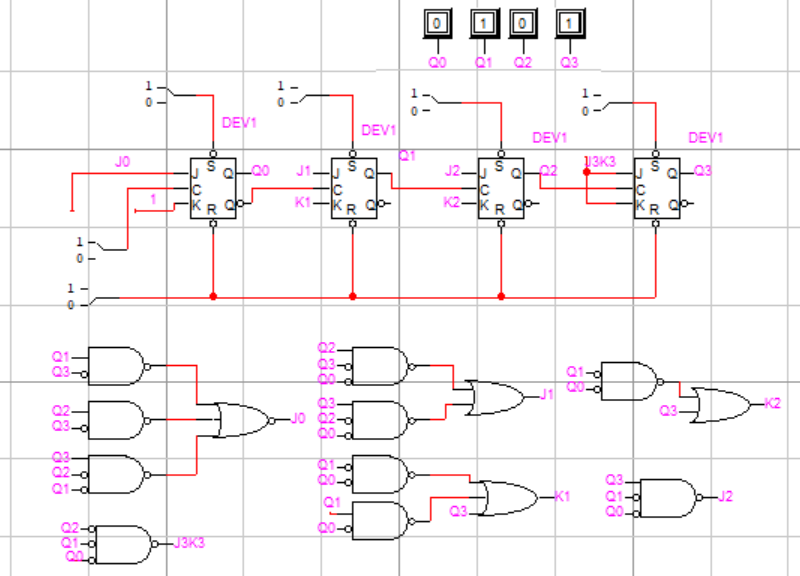 0 1 0 1
Q0 Q1 Q2 Q3
1 1 1 1
0 0 0 0
DEV1 DEV1 DEV1 DEV1
J0 J S Q Q0 J1 J S Q Q1 J2 J S Q Q2 J3K3 J S Q Q3
C C C C
1 K R Q K1 K R Q K2 K R Q K R Q
1
0
1
0
Q2
Q1 Q3 Q1
Q3 Q0 Q0
J1 K2
Q3 Q3
Q2 Q2
Q3 Q0
J0
Q3 Q1
Q2 Q0 Q3
Q1 Q1 K1 Q1 J2
Q3 Q0
Q2 Q0
Q1 J3K3
Q0